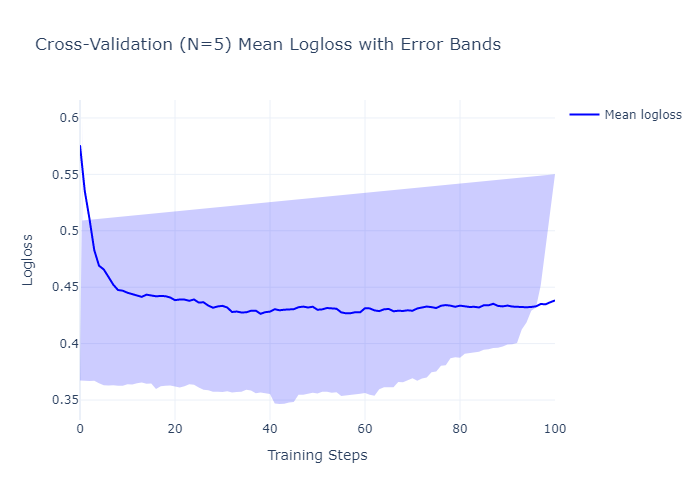 Cross-Validation (N=5) Mean Logloss with Error Bands
Mean logloss
Logloss
0.6
0.55
0.5
0.45
0.4
0.35
0 20 40 60 80 100
Training Steps